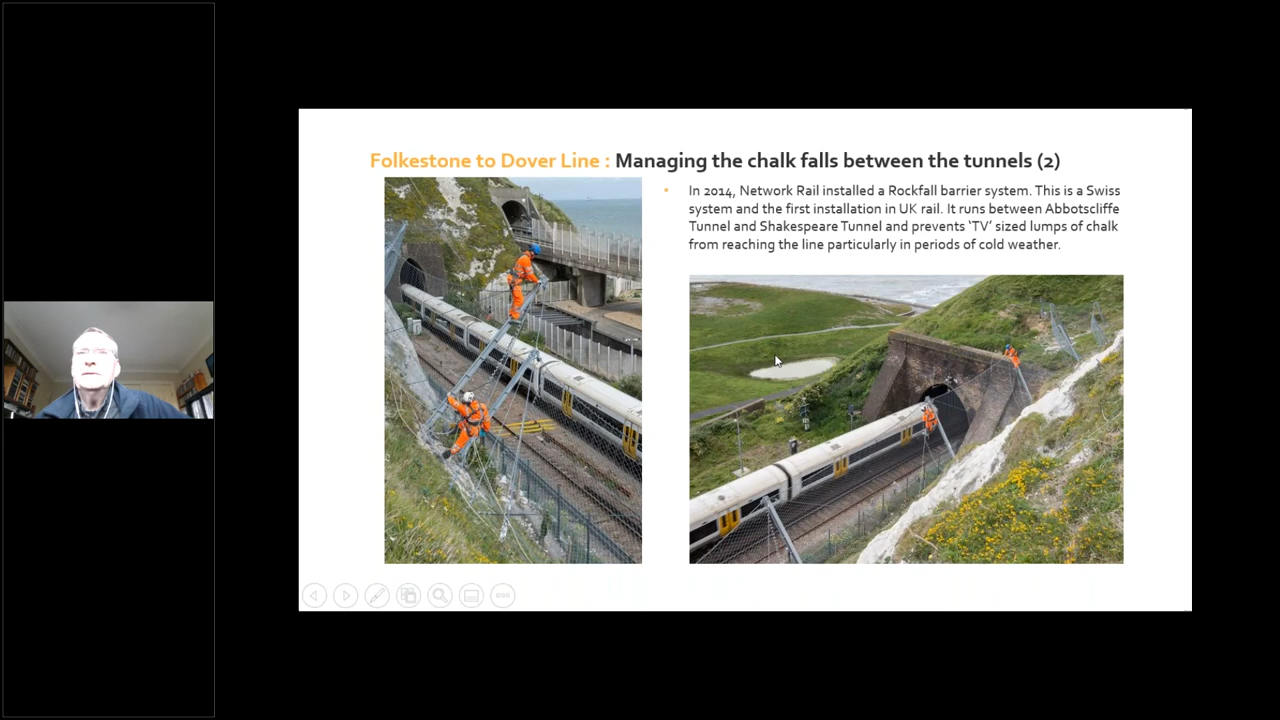 Folkestone to Dover Line : Managing the chalk falls between the tunnels (2)
• In 2014, Network Rail installed a Rockfall barrier system. This is a Swiss
system and the first installation in UK rail. It runs between Abbotscliffe
Tunnel and Shakespeare Tunnel and prevents ‘TV’ sized lumps of chalk
from reaching the line particularly in periods of cold weather.